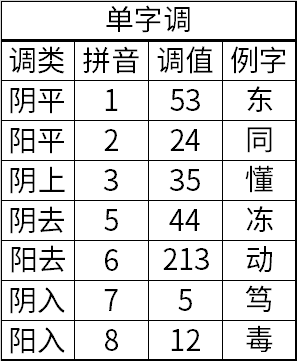 单字调
调类 拼音 调值 例字
阴平 1 53 东
阳平 2 24 同
阴上 3 35 懂
阴去 5 44 冻
阳去 6 213 动
阴入 7 5 笃
阳入 8 12 毒